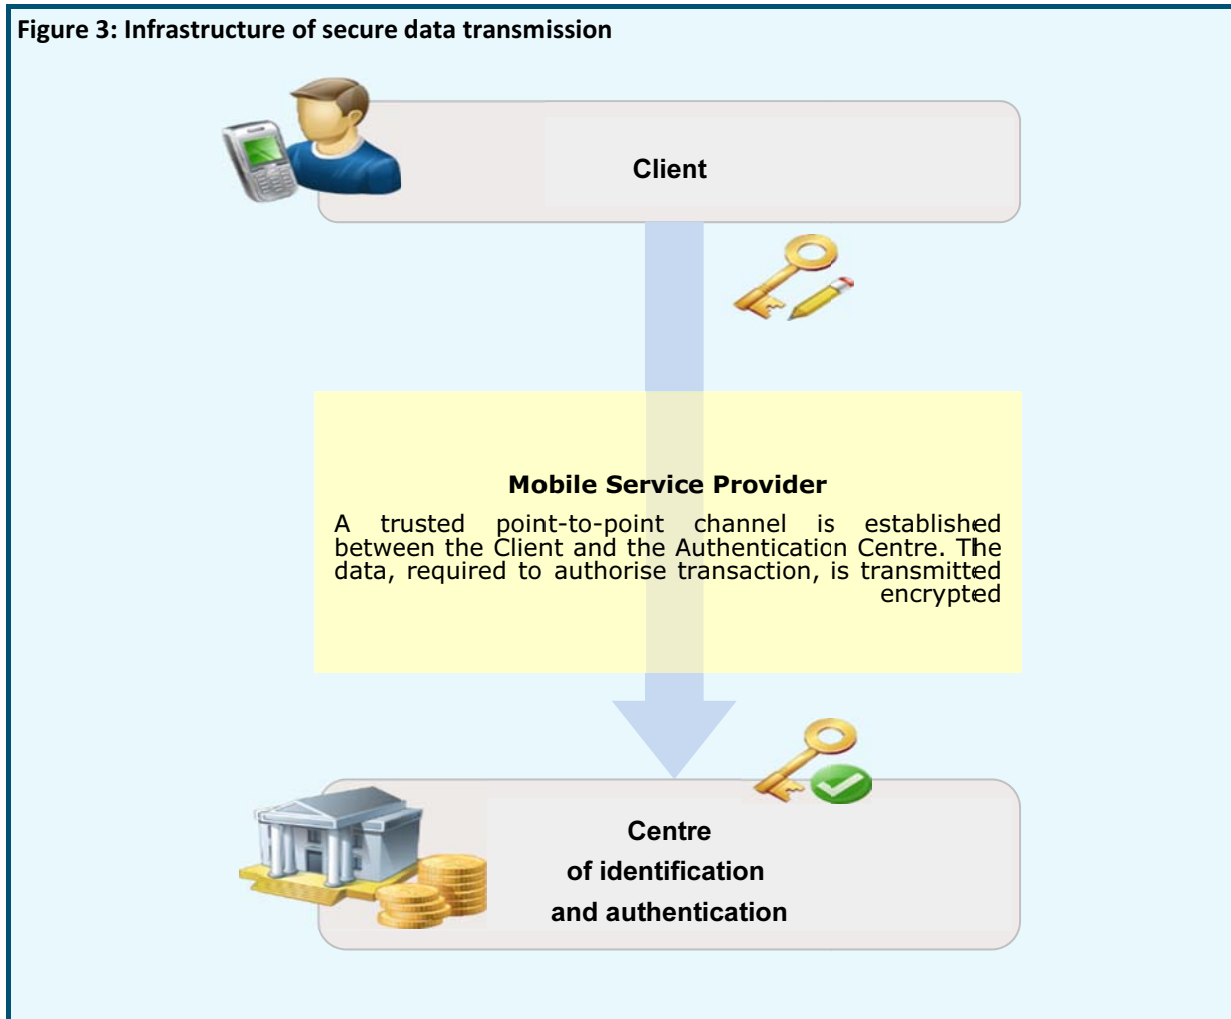 Figure 3: Infrastructure of secure data transmission
Client
Mobile Service Provider
A trusted point-to-point channel is established
between the Client and the Authentication Centre. The
data, required to authorise transaction, is transmitted
encrypted
Centre
of identification
and authentication